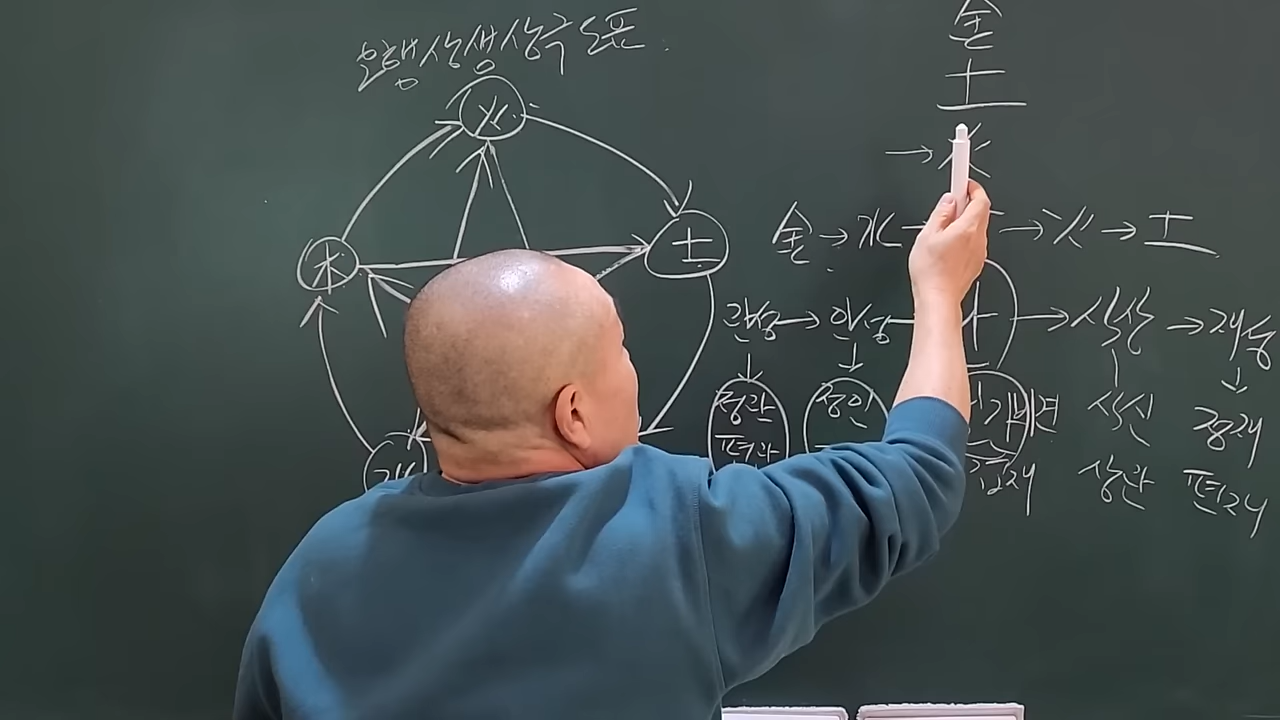 오행상생상극도표.
火
土
木
金
土
→
金→水→ →火→土
관성→인성→ →식상→재성
정관 정인 비견 식신 정재
편관 겁재 상관 편재